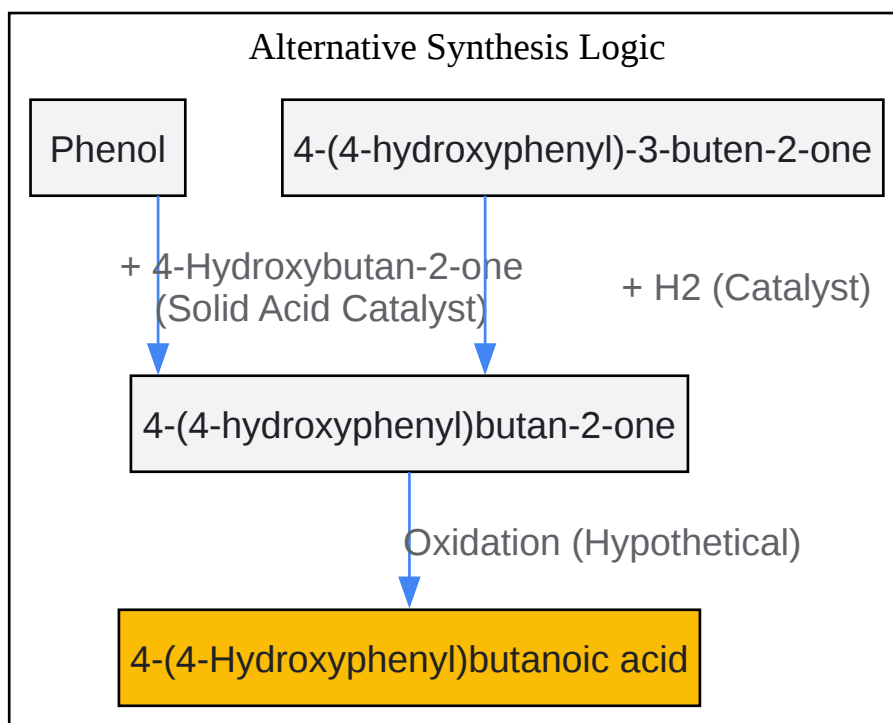 Alternative Synthesis Logic
Phenol
4-(4-hydroxyphenyl)-3-buten-2-one
+ 4-Hydroxybutan-2-one
(Solid Acid Catalyst)
+ H2 (Catalyst)
4-(4-hydroxyphenyl)butan-2-one
Oxidation (Hypothetical)
4-(4-Hydroxyphenyl)butanoic acid